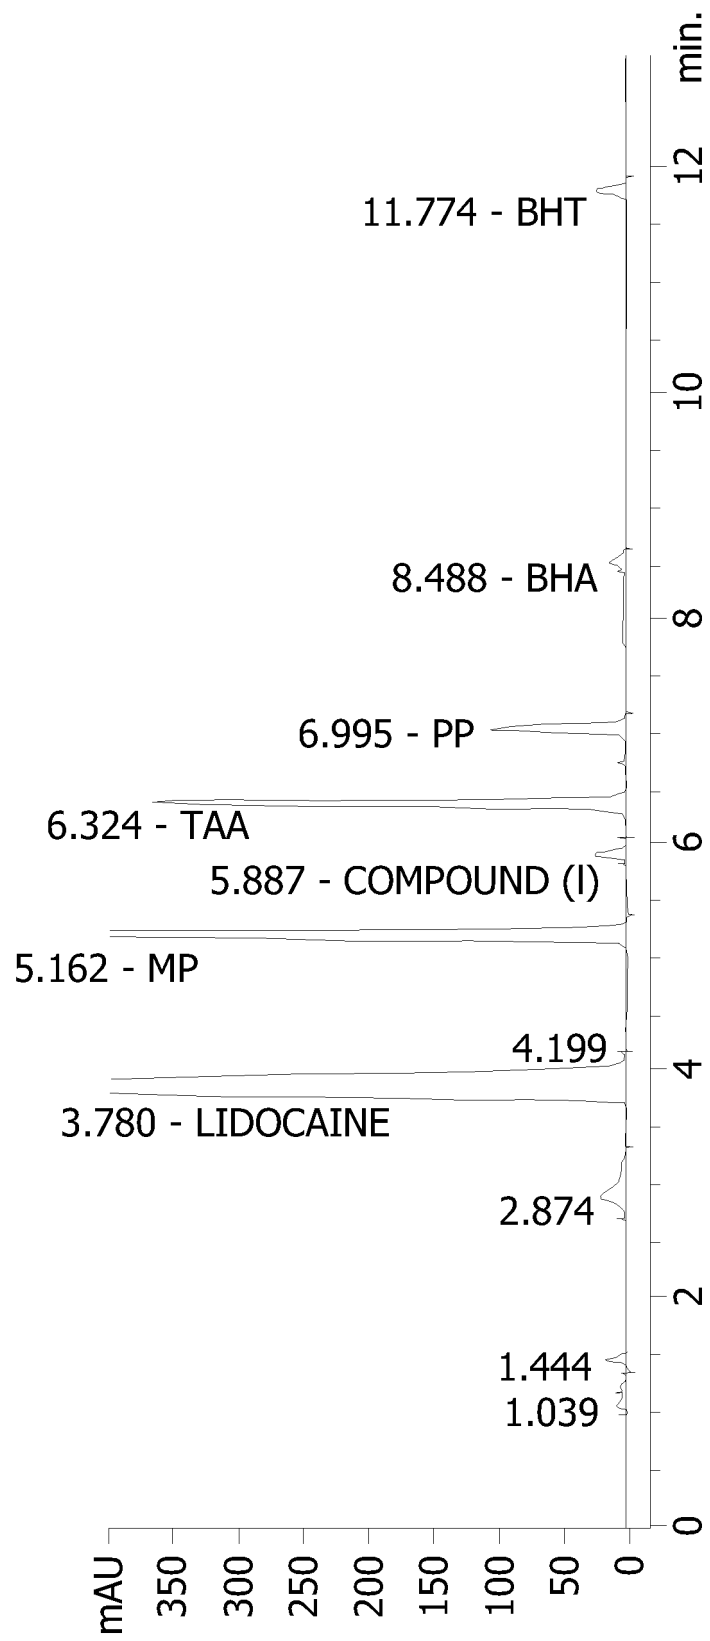 min.
12
11.774 - BHT
10
8.488 - BHA
8
6.995 - PP
6.324 - TAA
6
5.887 - COMPOUND (I)
5.162 - MP
4.199
4
3.780 - LIDOCAINE
2.874
2
1.444
1.039
0
mAU
350
300
250
200
150
100
50
0